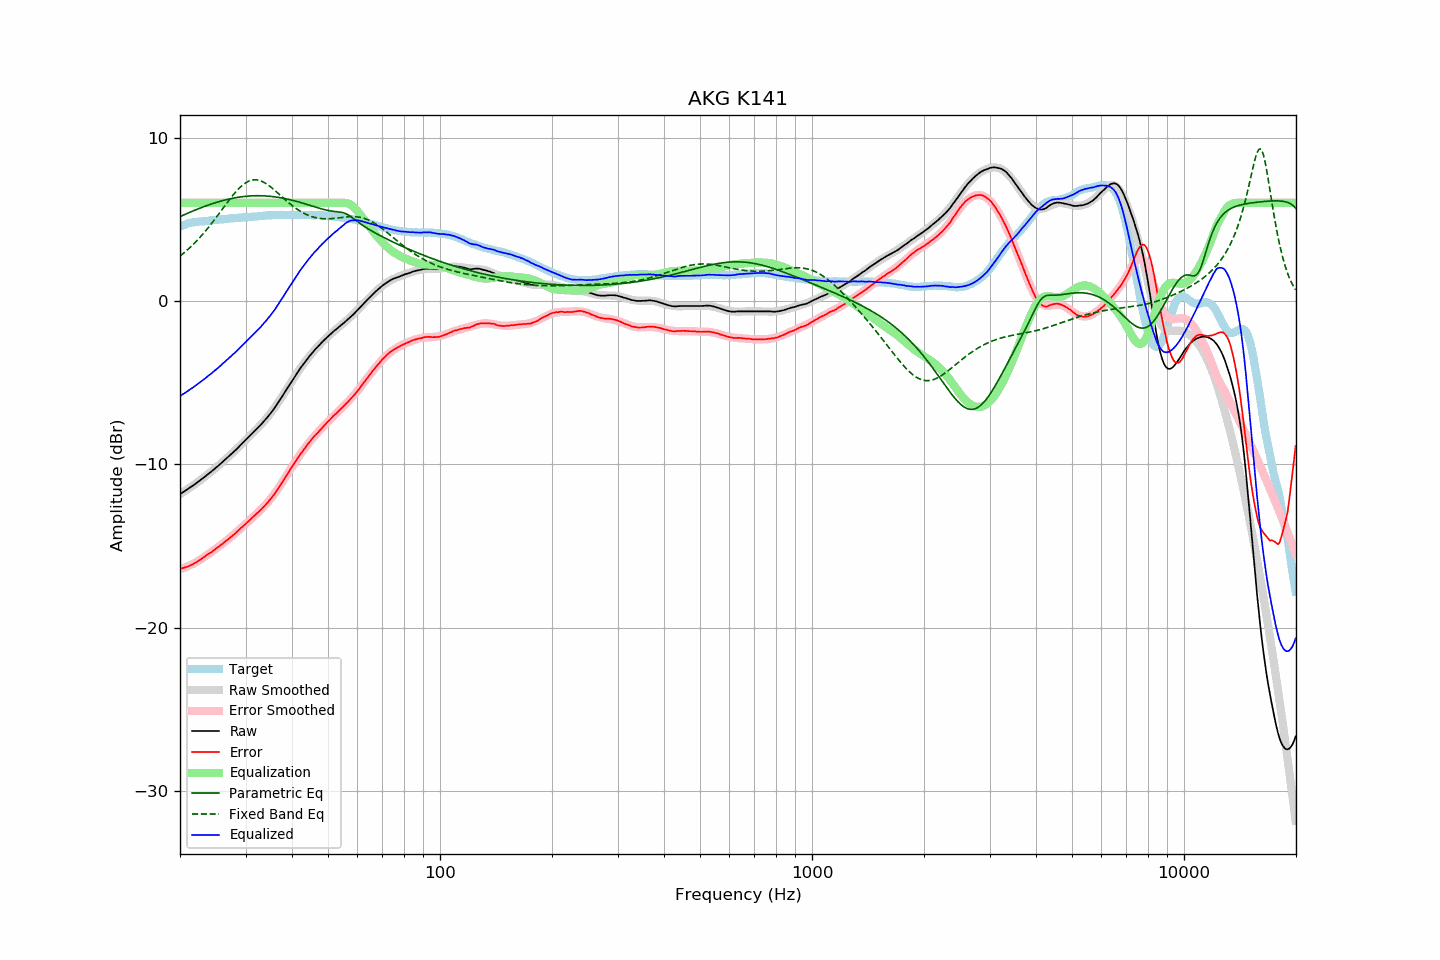 AKG K141
10
0
−10
−20
−30
Amplitude (dBr)
Target
Raw Smoothed
Error Smoothed
Raw
Error
Equalization
Parametric Eq
Fixed Band Eq
Equalized
100
1000
10000
Frequency (Hz)